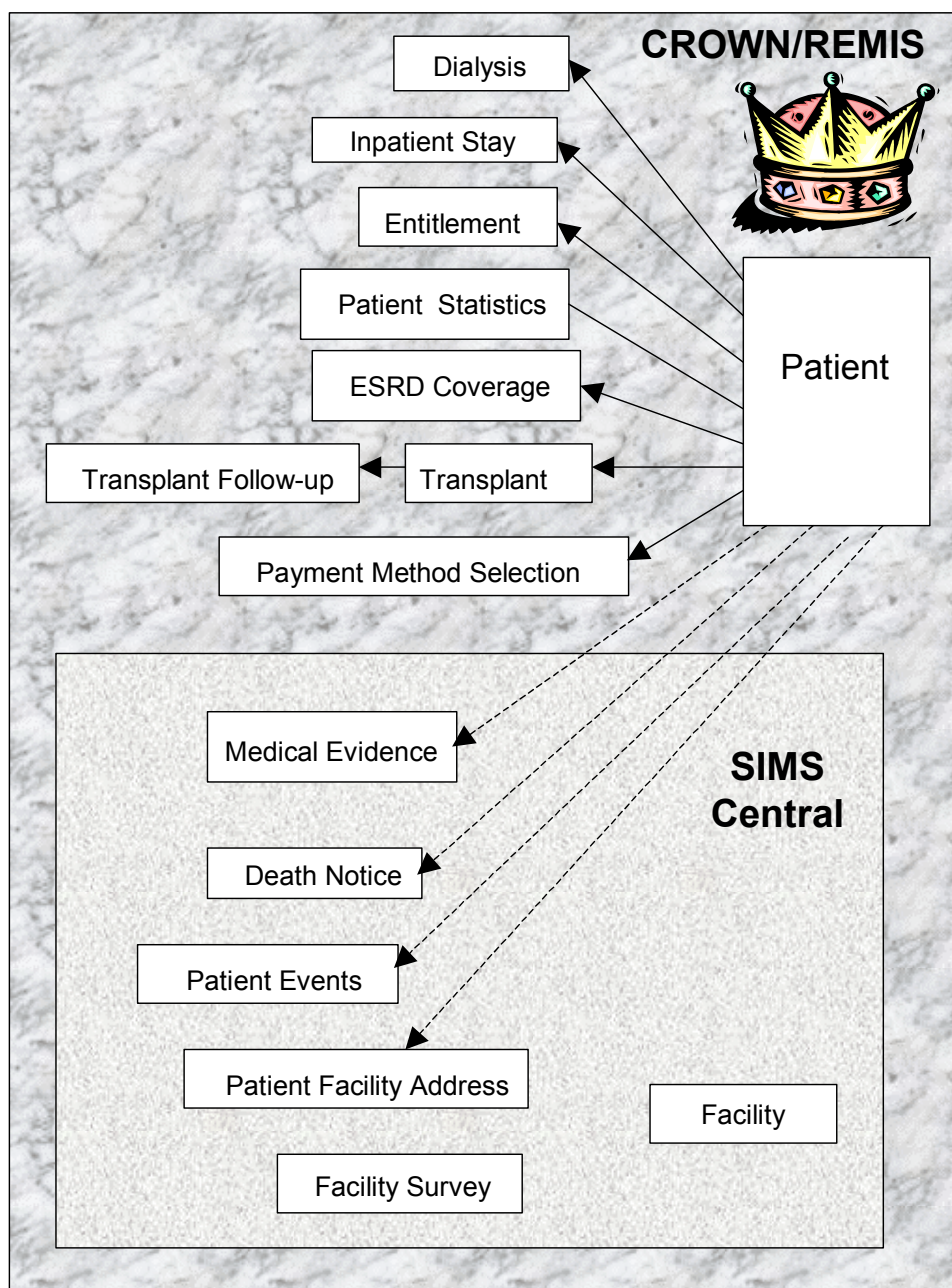 CROWN/REMIS
Dialysis
Inpatient Stay
Entitlement
Patient Statistics
Patient
ESRD Coverage
Transplant Follow-up
Transplant
Payment Method Selection
SIMS
Central
Medical Evidence
Death Notice
Patient Events
Patient Facility Address
Facility
Facility Survey